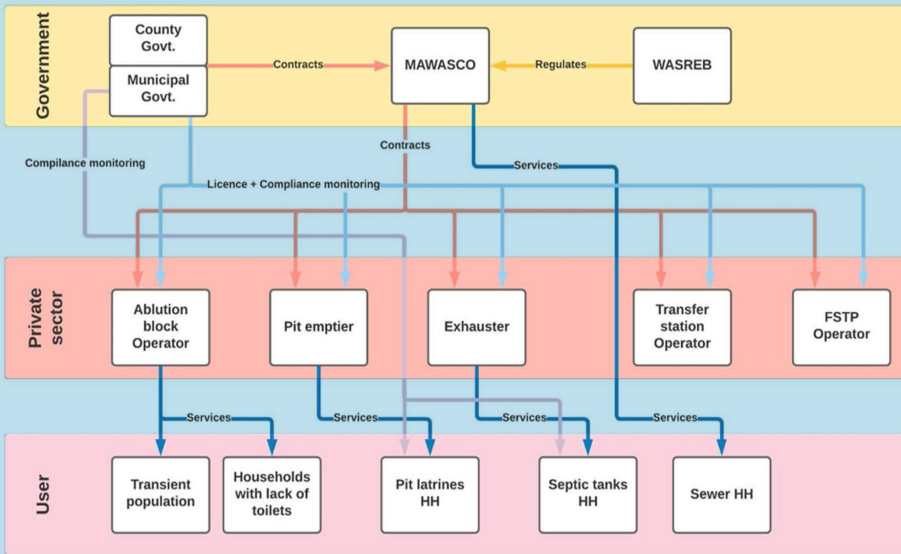 Government
County
Govt.
Municipal
Govt.
Contracts
MAWASCO
Regulates
WASREB
Contracts
Compilance monitoring
Services
Licence + Compliance monitoring
Private
sector
Ablution
block
Operator
Pit emptier
Exhauster
Transfer
station
Operator
FSTP
Operator
Services
Services
Services
Services
User
Transient
population
Households
with lack of
toilets
Pit latrines
HH
Septic tanks
HH
Sewer HH